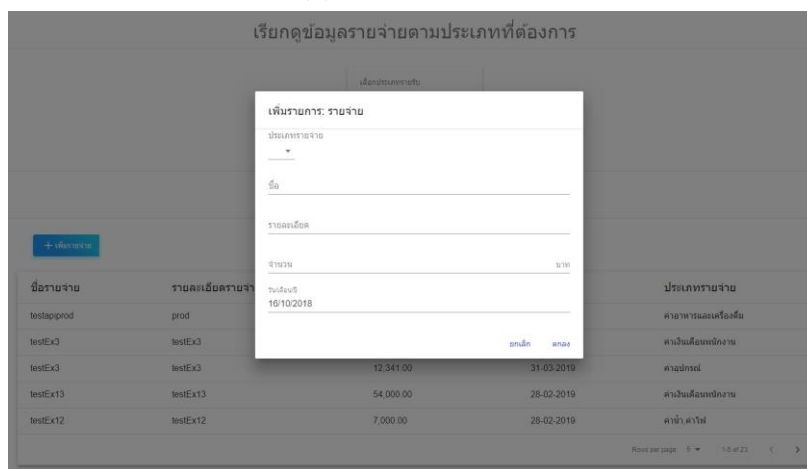 เรียกดูข้อมูลรายจ่ายตามประเภทที่ต้องการ
เลือกประเภทรายรับ
เพิ่มรายการ: รายจ่าย
ประเภทรายจ่าย
ชื่อ
รายละเอียด
จำนวน บาท
วันเดือนปี
16/10/2018
ยกเลิก ตกลง
+ เพิ่มรายจ่าย
ชื่อรายจ่าย รายละเอียดรายจ่า ประเภทรายจ่าย
testapiprod prod ค่าอาหารและเครื่องดื่ม
testEx3 testEx3 ค่าเงินเดือนพนักงาน
testEx3 testEx3 12,341.00 31-03-2019 ค่าอุปกรณ์
testEx13 testEx13 54,000.00 28-02-2019 ค่าเงินเดือนพนักงาน
testEx12 testEx12 7,000.00 28-02-2019 ค่าน้ำ,ค่าไฟ
Rows per page: 5 1-5 of 23